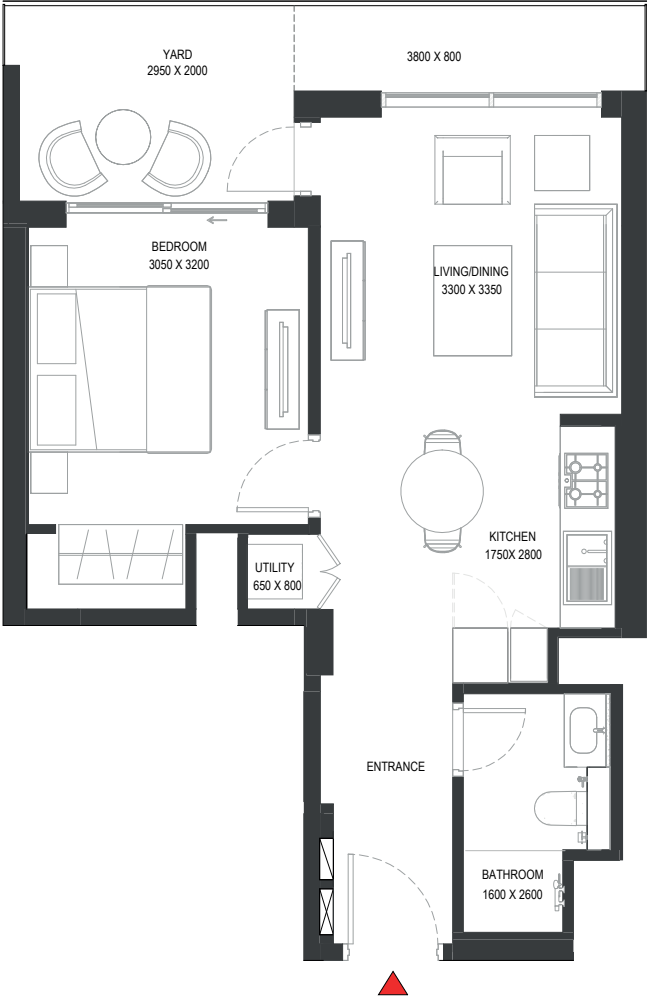 YARD
2950 X 2000
3800 X 800
BEDROOM
3050 X 3200
LIVING/DINING
3300 X 3350
KITCHEN
1750X 2800
UTILITY
650 X 800
ENTRANCE
BATHROOM
1600 X 2600